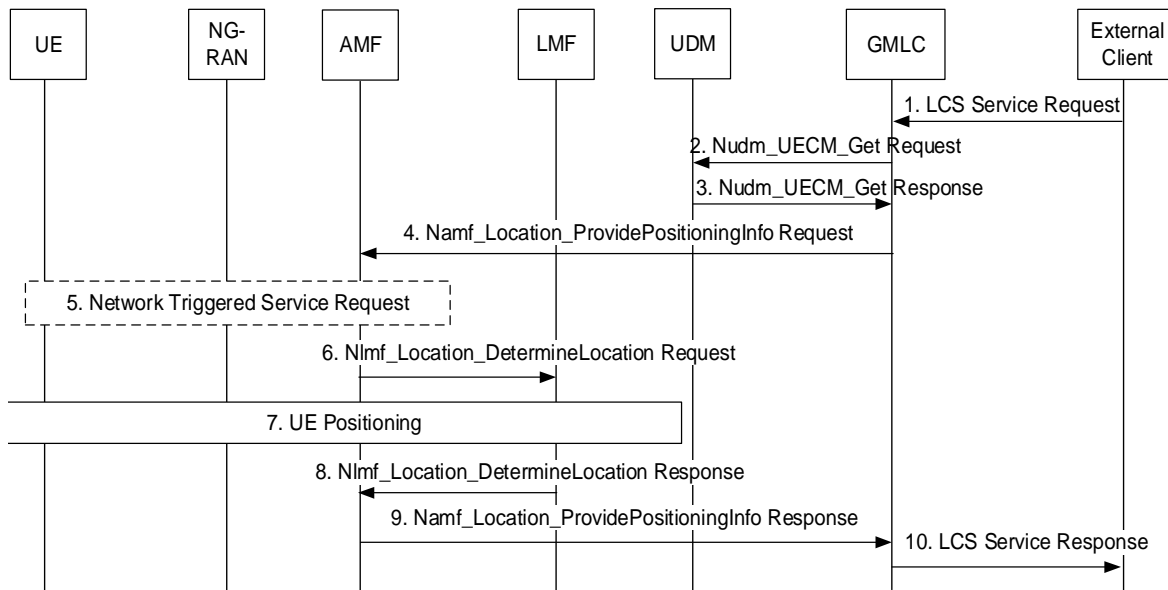 UE
NG-
RAN
AMF
LMF
UDM
GMLC
External
Client
1. LCS Service Request
2. Nudm_UECM_Get Request
3. Nudm_UECM_Get Response
4. Namf_Location_ProvidePositioningInfo Request
5. Network Triggered Service Request
6. Nlmf_Location_DetermineLocation Request
7. UE Positioning
8. Nlmf_Location_DetermineLocation Response
9. Namf_Location_ProvidePositioningInfo Response
10. LCS Service Response